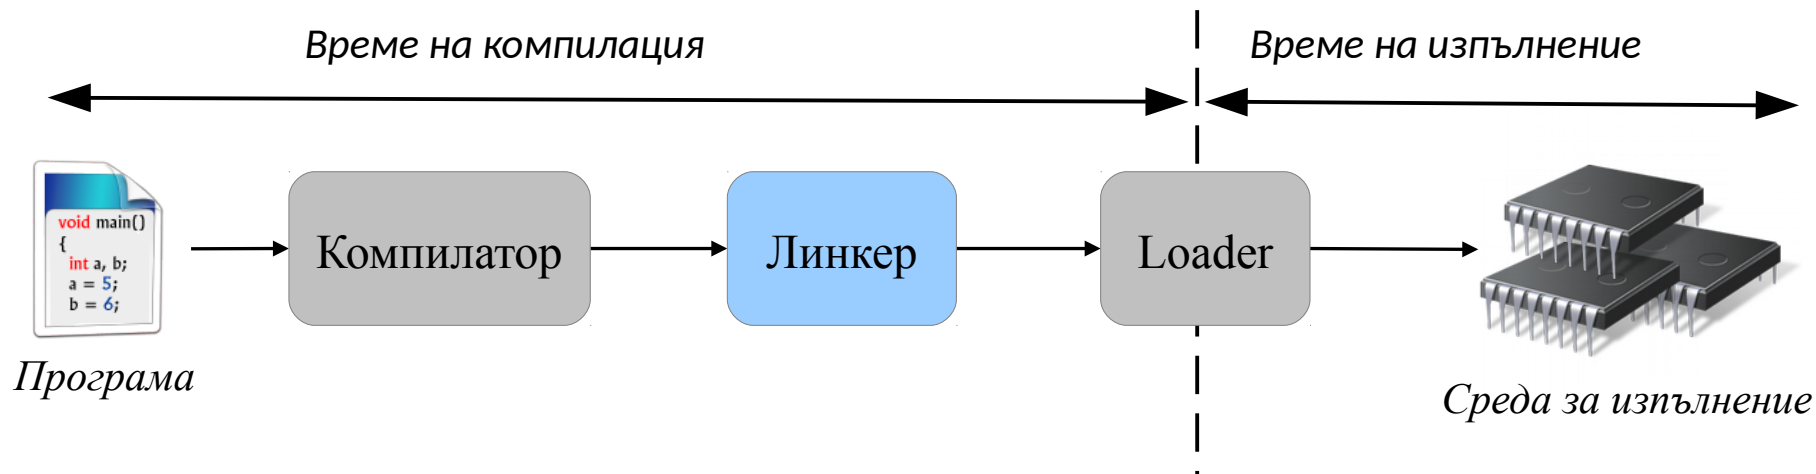 Време на компилация
Време на изпълнение
void main()
{
int a, b;
a = 5;
b = 6;
Компилатор
Линкер
Loader
Програма
Среда за изпълнение